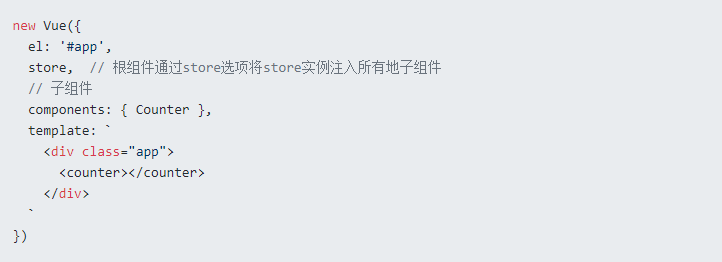 new Vue({
  el: '#app',
  store,  // 根组件通过store选项将store实例注入所有地子组件
  // 子组件
  components: { Counter },
  template: `
    <div class="app">
      <counter></counter>
    </div>
  `
})